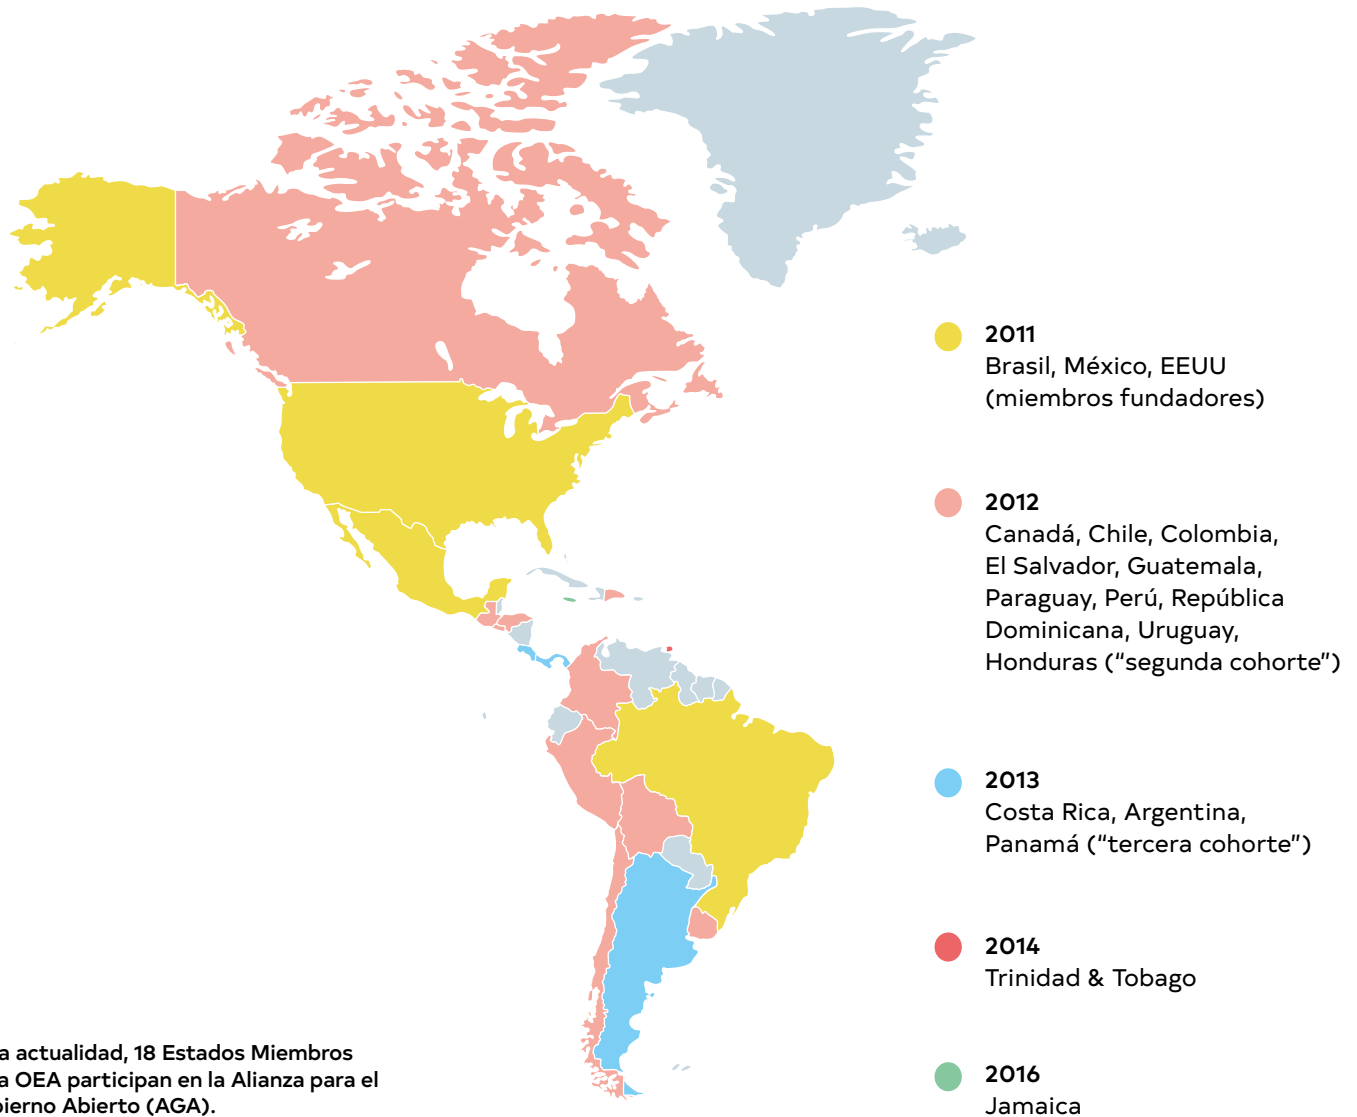 2011
Brasil, México, EEUU
(miembros fundadores)
2012
Canadá, Chile, Colombia,
El Salvador, Guatemala,
Paraguay, Perú, República
Dominicana, Uruguay,
Honduras (“segunda cohorte”)
2013
Costa Rica, Argentina,
Panamá (“tercera cohorte”)
2014
Trinidad & Tobago
2016
Jamaica
a actualidad, 18 Estados Miembros
a OEA participan en la Alianza para el
bierno Abierto (AGA).